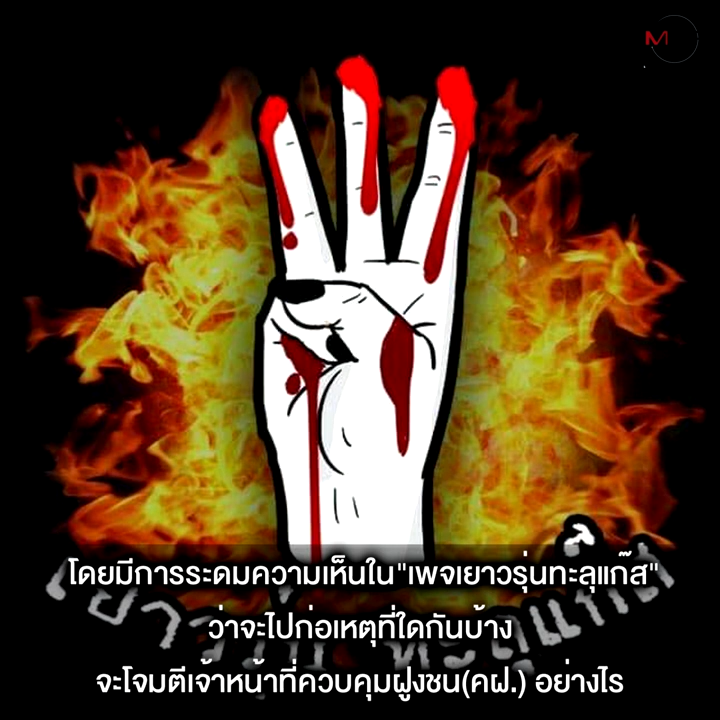 M
โดยมีการระดมความเห็นใน"เพจเยาวรุ่นทะลุแก๊ส"
ว่าจะไปก่อเหตุที่ใดกันบ้าง
จะโจมตีเจ้าหน้าที่ควบคุมฝูงชน(คฝ.) อย่างไร